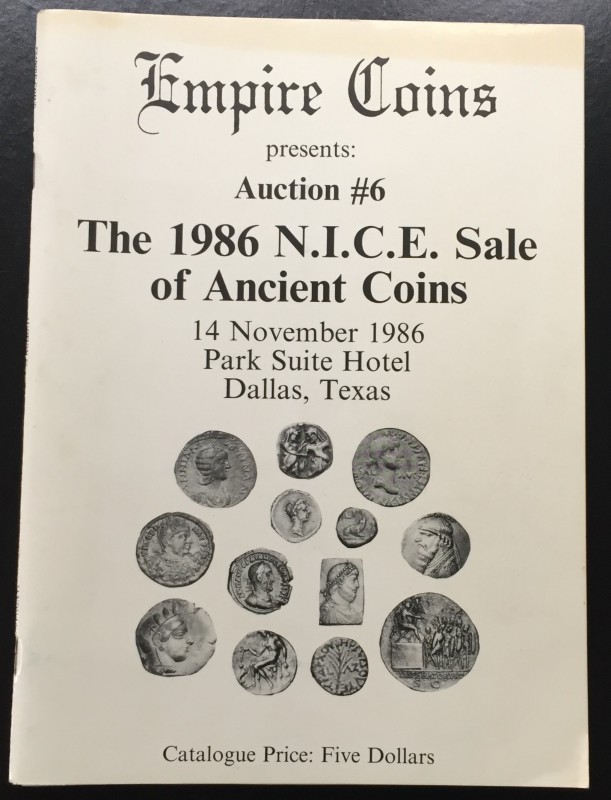 Empire Coins
presents:
Auction #6
The 1986 N.I.C.E. Sale
of Ancient Coins
14 November 1986
Park Suite Hotel
Dallas, Texas
S C
Catalogue Price: Five Dollars